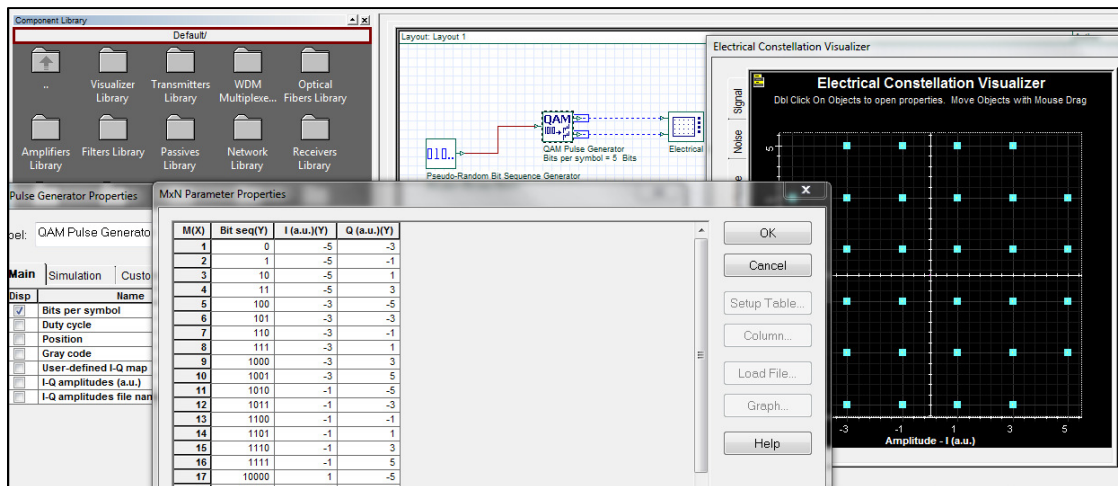 Component Library
Default/
..
Visualizer Library
Transmitters Library
WDM Multiplexe...
Optical Fibers Library
Amplifiers Library
Filters Library
Passives Library
Network Library
Receivers Library
Layout: Layout 1
QAM
010..
QAM Pulse Generator
Bits per symbol = 5 Bits
Electrical
Pseudo-Random Bit Sequence Generator
Electrical Constellation Visualizer
Signal
Noise
Electrical Constellation Visualizer
Dbl Click On Objects to open properties. Move Objects with Mouse Drag
5
-3 -1 1 3 5
Amplitude - I (a.u.)
Pulse Generator Properties
QAM Pulse Generato
Main Simulation Custo
Disp Name
Bits per symbol
Duty cycle
Position
Gray code
User-defined I-Q map
I-Q amplitudes (a.u.)
I-Q amplitudes file nan
MxN Parameter Properties
M(X) Bit seq(Y) I (a.u.)(Y) Q (a.u.)(Y)
1 0 -5 -3
2 1 -5 -1
3 10 -5 1
4 11 -5 3
5 100 -3 -5
6 101 -3 -3
7 110 -3 -1
8 111 -3 1
9 1000 -3 3
10 1001 -3 5
11 1010 -1 -5
12 1011 -1 -3
13 1100 -1 -1
14 1101 -1 1
15 1110 -1 3
16 1111 -1 5
17 10000 1 -5
OK
Cancel
Setup Table...
Column...
Load File...
Graph...
Help